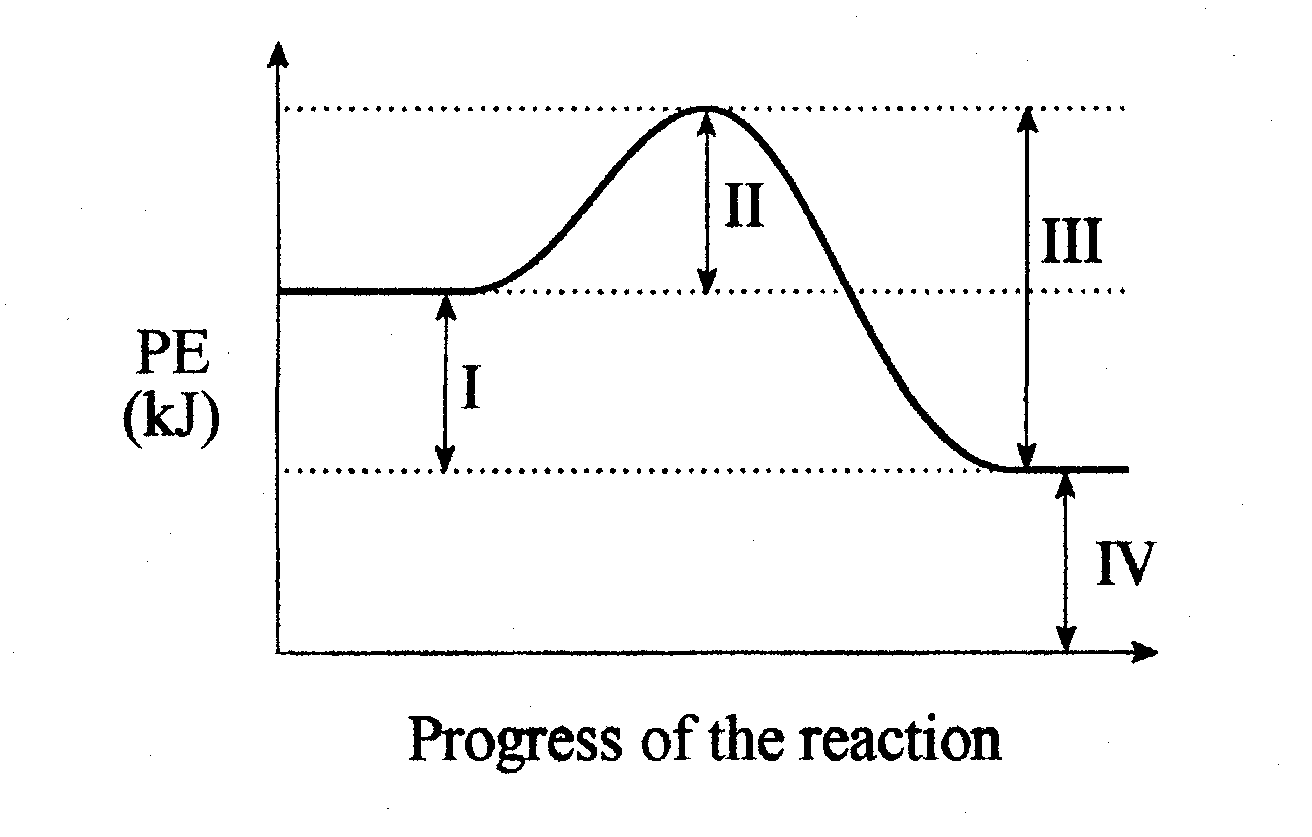 II
III
PE
(kJ)
I
IV
Progress of the reaction